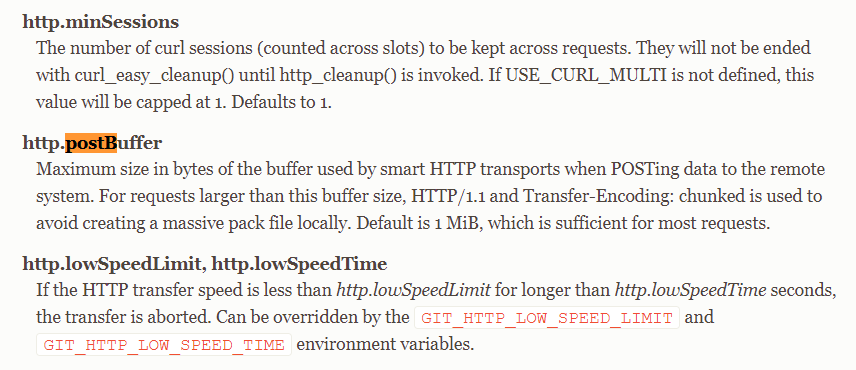 http.minSessions
The number of curl sessions (counted across slots) to be kept across requests. They will not be ended
with curl_easy_cleanup() until http_cleanup() is invoked. If USE_CURL_MULTI is not defined, this
value will be capped at 1. Defaults to 1.
http.postBuffer
Maximum size in bytes of the buffer used by smart HTTP transports when POSTing data to the remote
system. For requests larger than this buffer size, HTTP/1.1 and Transfer-Encoding: chunked is used to
avoid creating a massive pack file locally. Default is 1 MiB, which is sufficient for most requests.
http.lowSpeedLimit, http.lowSpeedTime
If the HTTP transfer speed is less than http.lowSpeedLimit for longer than http.lowSpeedTime seconds,
the transfer is aborted. Can be overridden by the GIT_HTTP_LOW_SPEED_LIMIT and
GIT_HTTP_LOW_SPEED_TIME environment variables.